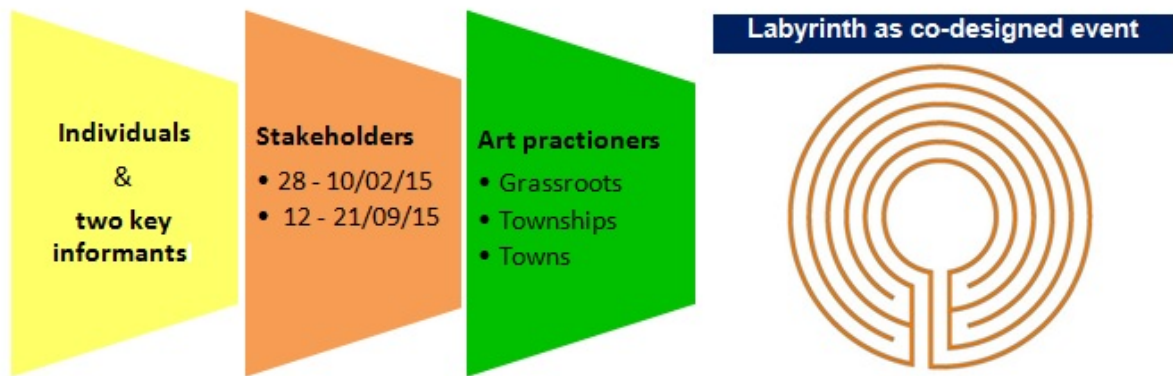 Individuals
&
two key
informants
Stakeholders
• 28 - 10/02/15
• 12 - 21/09/15
Art practioners
• Grassroots
• Townships
• Towns
Labyrinth as co-designed event